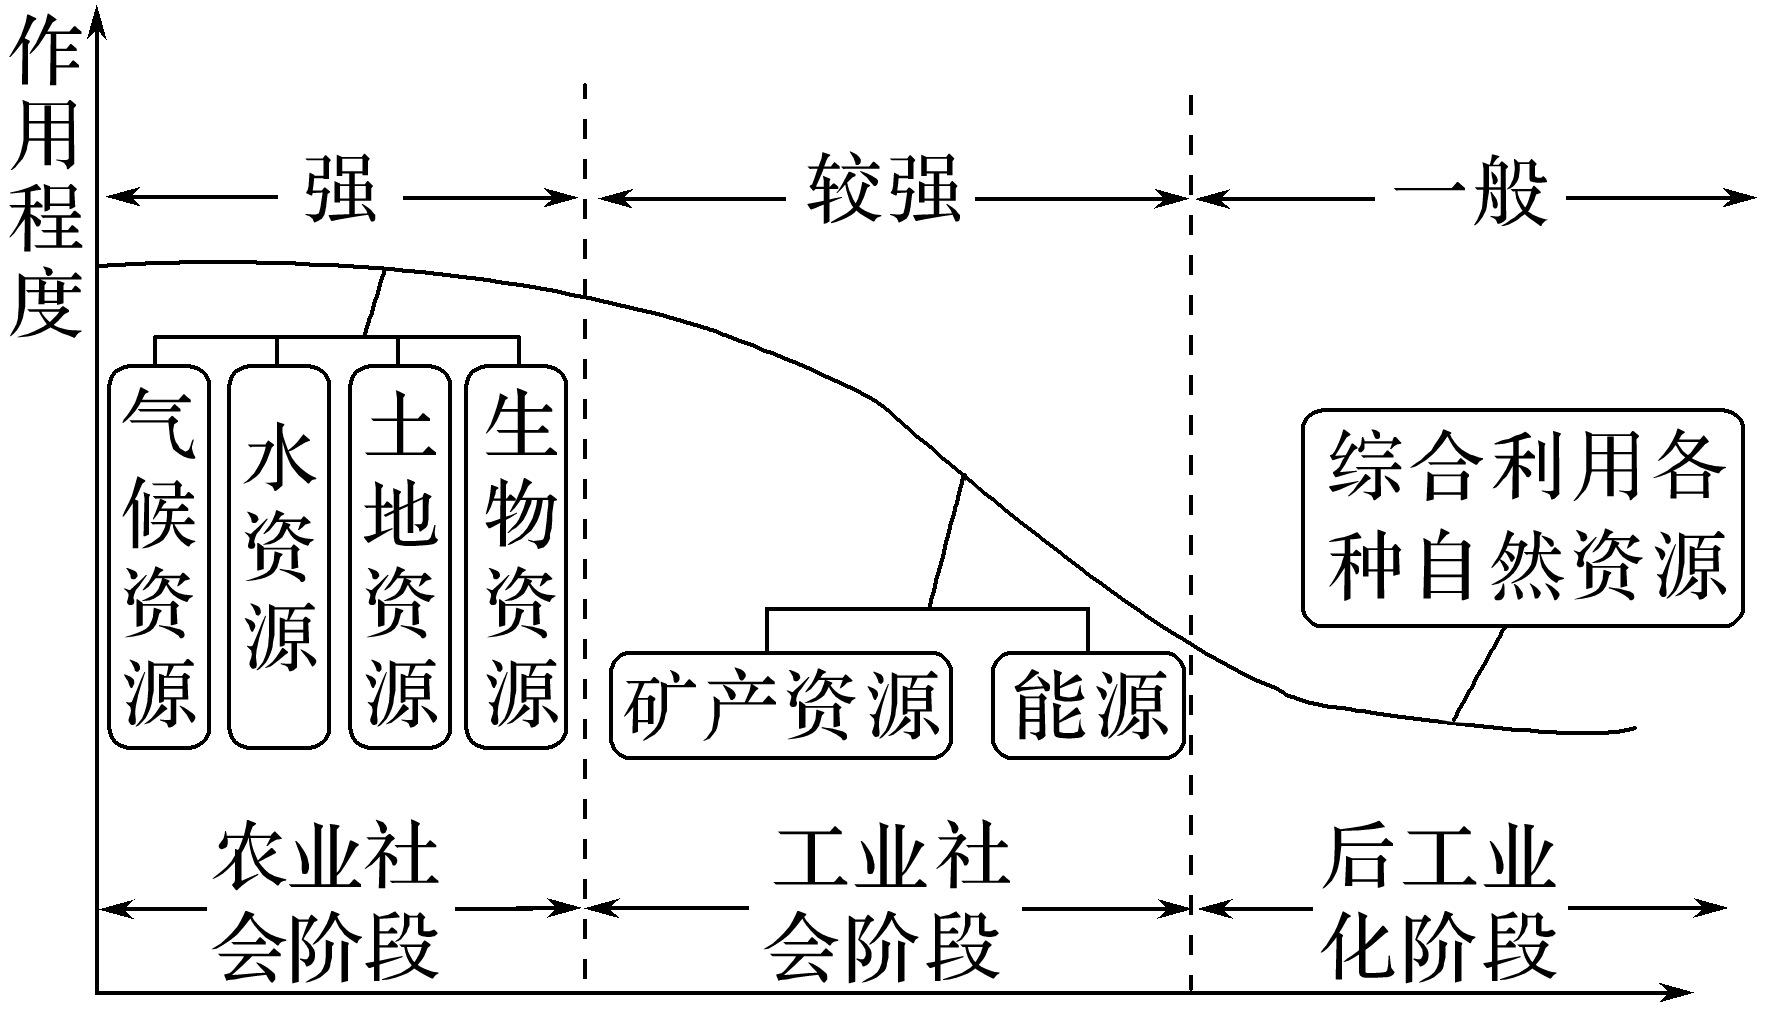 作用程度
强
较强
一般
气候资源
水资源
土地资源
生物资源
矿产资源
能源
综合利用各
种自然资源
农业社
会阶段
工业社
会阶段
后工业
化阶段